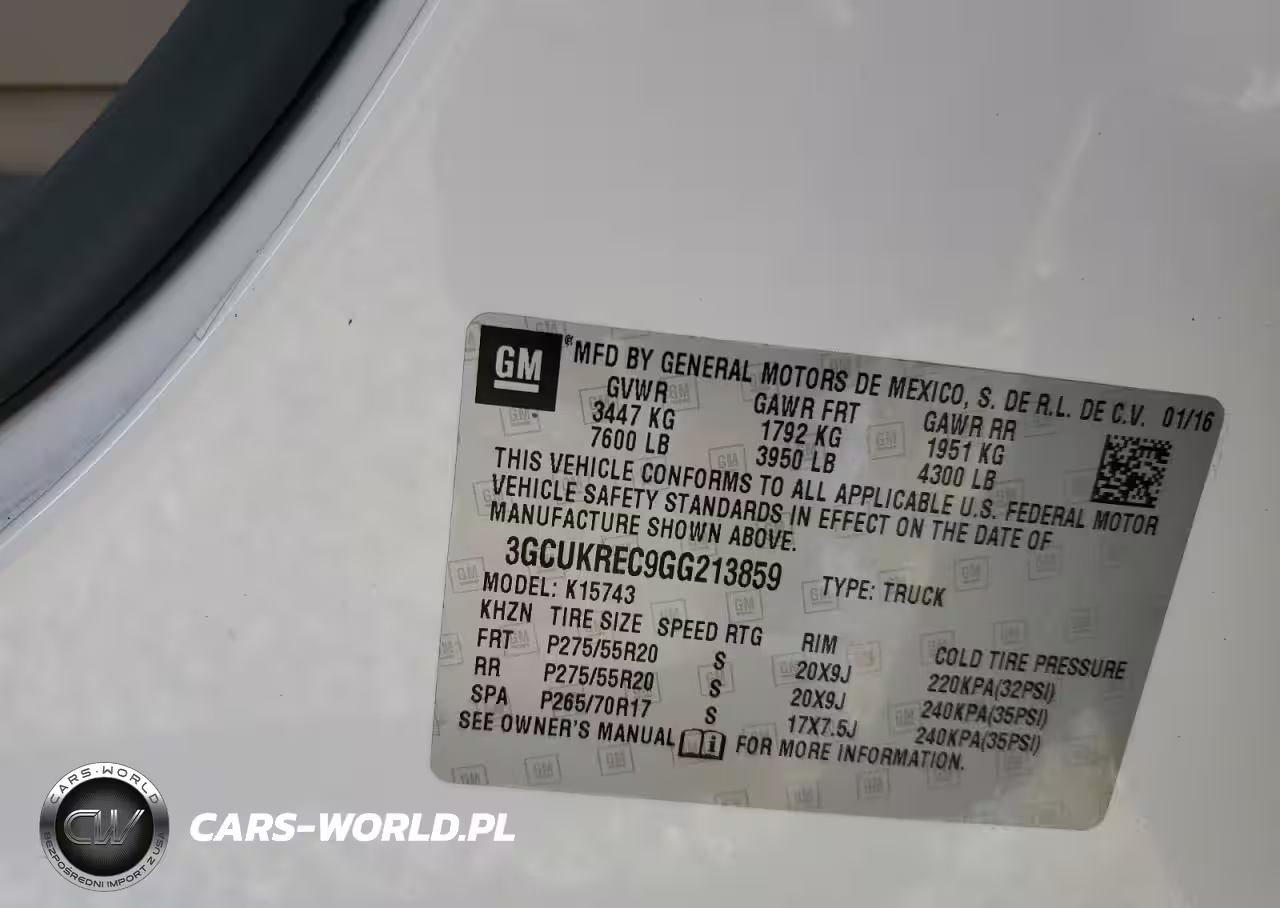 GM
®MFD BY GENERAL MOTORS DE MEXICO, S. DE R.L. DE C.V. 01/16
GVWR GAWR FRT GAWR RR
3447 KG 1792 KG 1951 KG
7600 LB 3950 LB 4300 LB
THIS VEHICLE CONFORMS TO ALL APPLICABLE U.S. FEDERAL MOTOR
VEHICLE SAFETY STANDARDS IN EFFECT ON THE DATE OF
MANUFACTURE SHOWN ABOVE.
3GCUKREC9GG213859 TYPE: TRUCK
MODEL: K15743
KHZN TIRE SIZE SPEED RTG RIM COLD TIRE PRESSURE
FRT P275/55R20 S 20X9J 220KPA(32PSI)
RR P275/55R20 S 20X9J 240KPA(35PSI)
SPA P265/70R17 S 17X7.5J 240KPA(35PSI)
SEE OWNER'S MANUAL FOR MORE INFORMATION.
CARS-WORLD
CW
BEZPOŚREDNI IMPORT Z USA
CARS-WORLD.PL